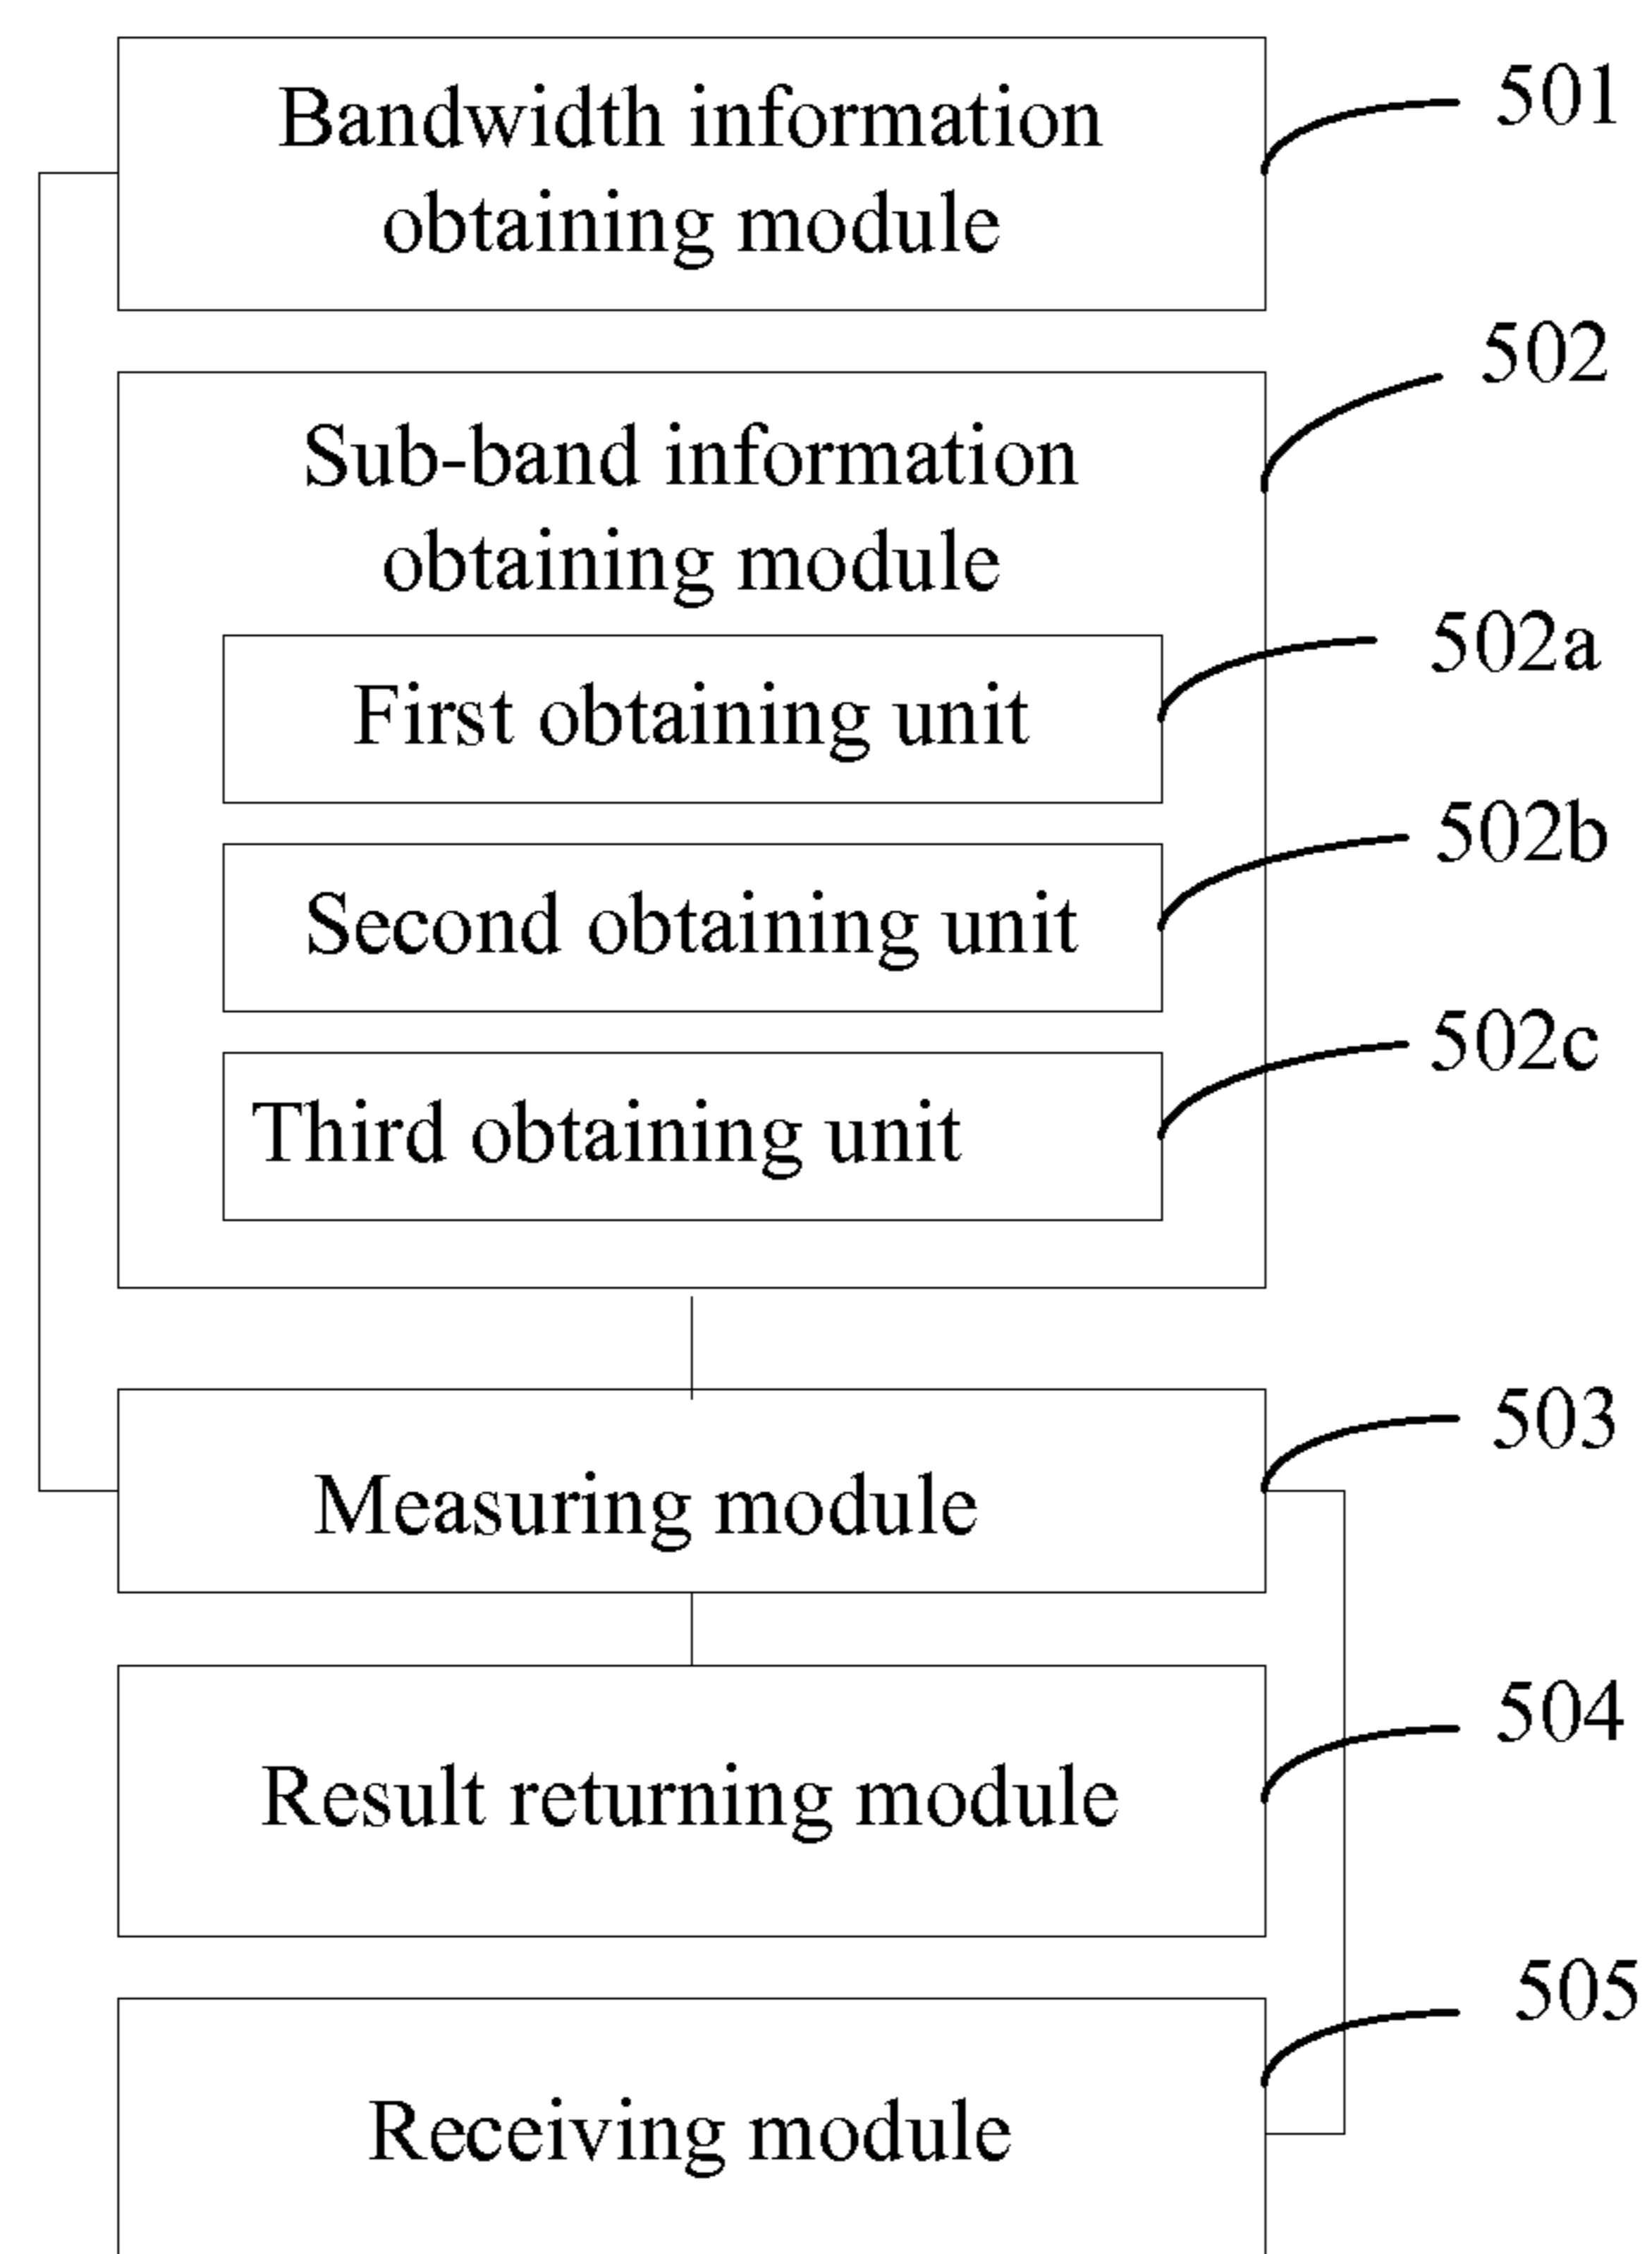 Bandwidth information
obtaining module
501
502
Sub-band information
obtaining module
502a
First obtaining unit
502b
Second obtaining unit
502c
Third obtaining unit
503
Measuring module
504
Result returning module
505
Receiving module